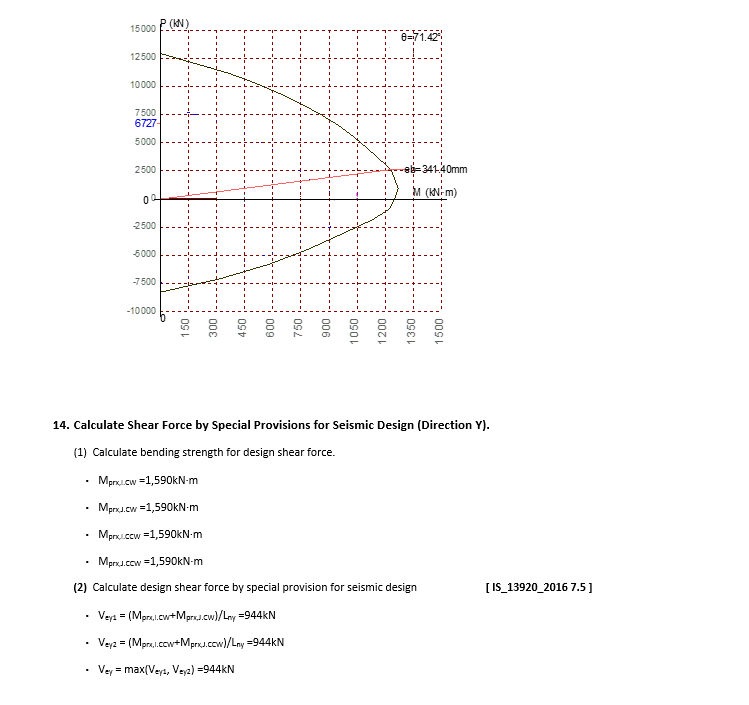 P (kN)
15000
θ=71.42°
12500
10000
7500
6727
5000
2500
eb=341.40mm
M (kN-m)
0 0
-2500
-5000
-7500
-10000
0
150
300
450
600
750
900
1050
1200
1350
1500
14. Calculate Shear Force by Special Provisions for Seismic Design (Direction Y).
(1) Calculate bending strength for design shear force.
· Mprx,I.CW =1,590kN·m
· Mprx,J.CW =1,590kN·m
· Mprx,I.CCW =1,590kN·m
· Mprx,J.CCW =1,590kN·m
(2) Calculate design shear force by special provision for seismic design [ IS_13920_2016 7.5 ]
· Vey1 = (Mprx,I.CW+Mprx,J.CW)/Lny =944kN
· Vey2 = (Mprx,I.CCW+Mprx,J.CCW)/Lny =944kN
· Vey = max(Vey1, Vey2) =944kN